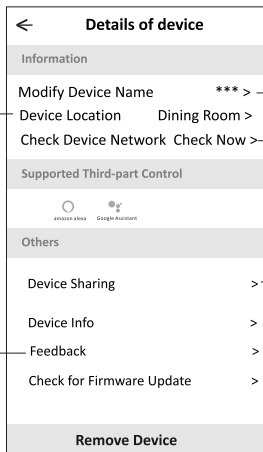 ← Details of device
Information
Modify Device Name *** >
Device Location Dining Room >
Check Device Network Check Now >
Supported Third-part Control
amazon alexa Google Assistant
Others
Device Sharing >
Device Info >
Feedback >
Check for Firmware Update >
Remove Device